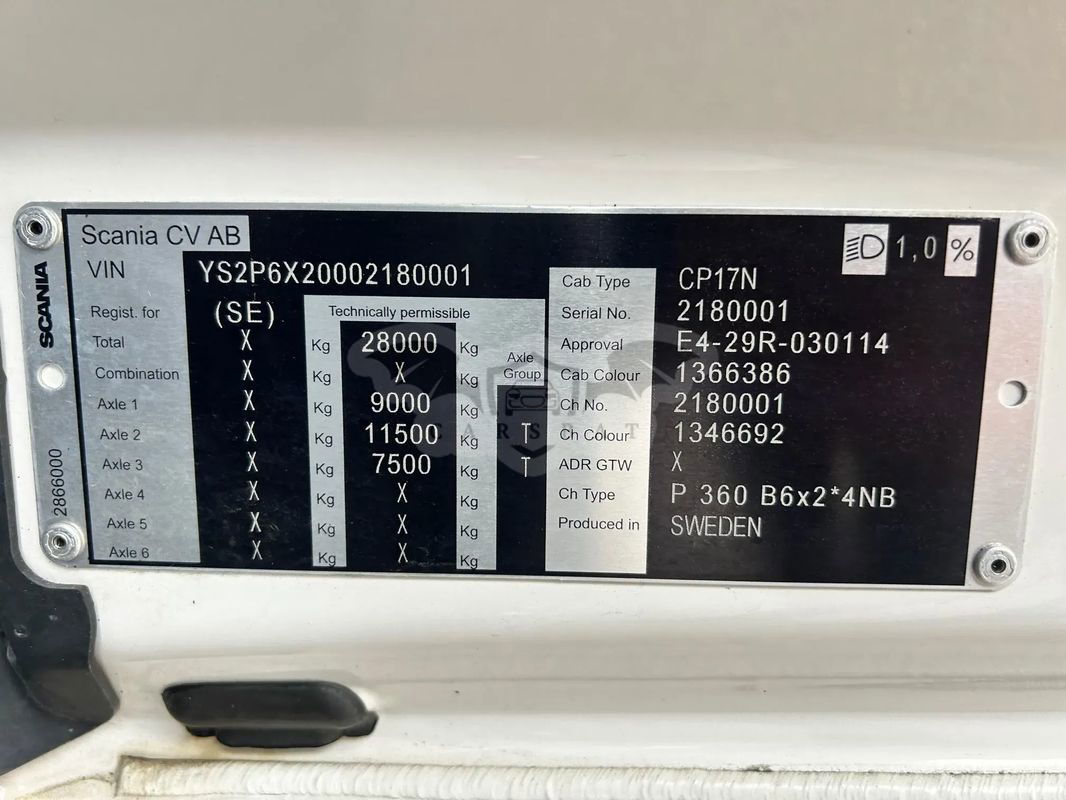 Scania CV AB
1,0 %
VIN YS2P6X20002180001
Regist. for (SE)
Technically permissible
Total X Kg 28000 Kg
Combination X Kg X Kg
Axle Group
Axle 1 X Kg 9000 Kg
Axle 2 X Kg 11500 Kg T
Axle 3 X Kg 7500 Kg T
Axle 4 X Kg X Kg
Axle 5 X Kg X Kg
Axle 6 X Kg X Kg
Cab Type CP17N
Serial No. 2180001
Approval E4-29R-030114
Cab Colour 1366386
Ch No. 2180001
Ch Colour 1346692
ADR GTW X
Ch Type P 360 B6x2*4NB
Produced in SWEDEN
SCANIA
2866000